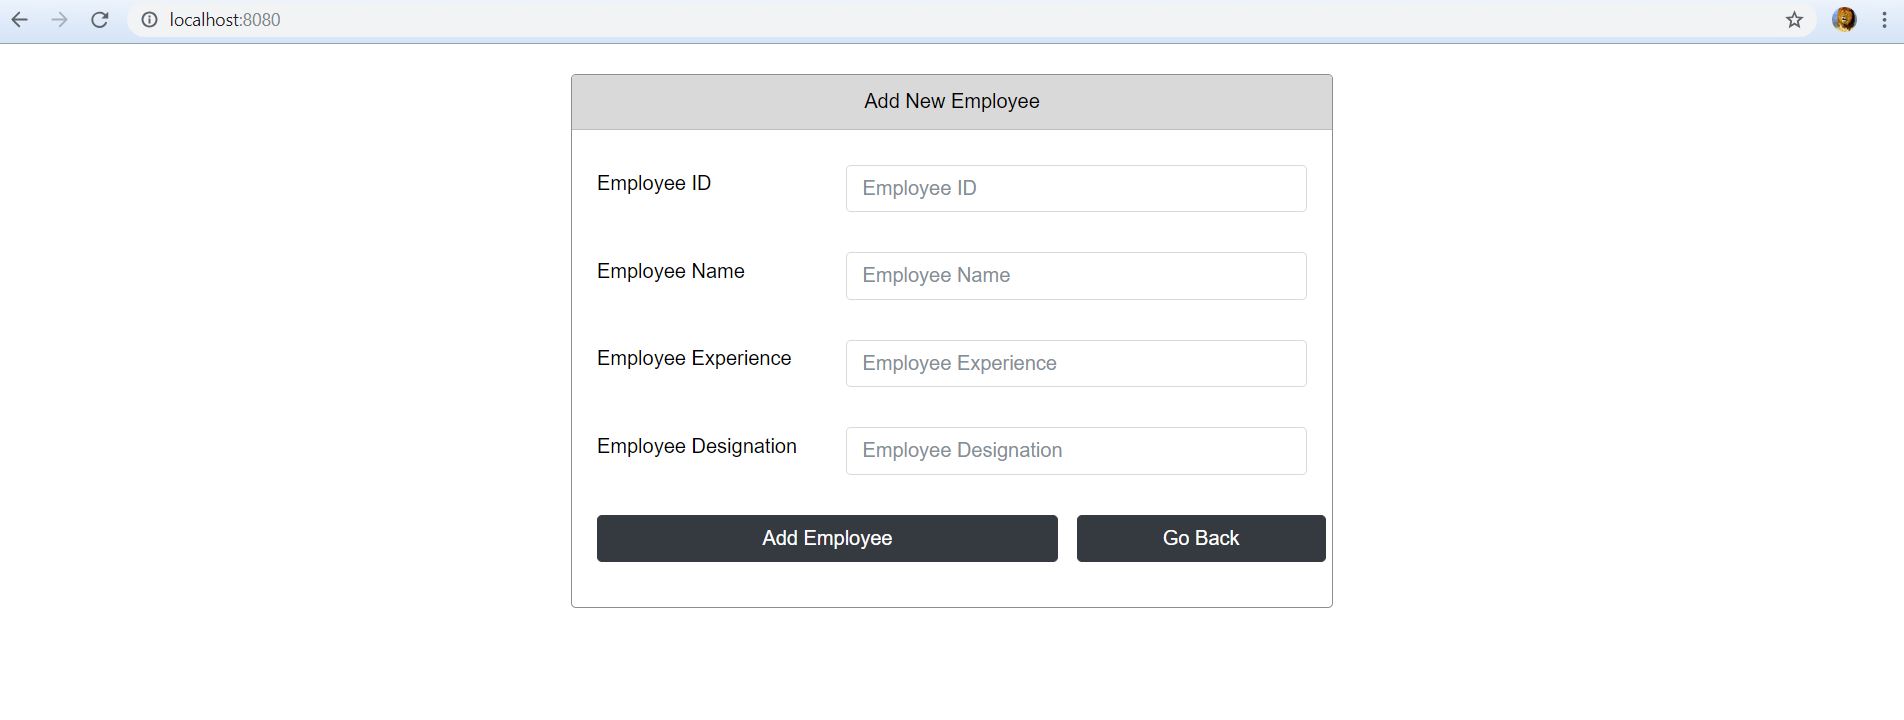 localhost:8080
Add New Employee
Employee ID
Employee ID
Employee Name
Employee Name
Employee Experience
Employee Experience
Employee Designation
Employee Designation
Add Employee
Go Back